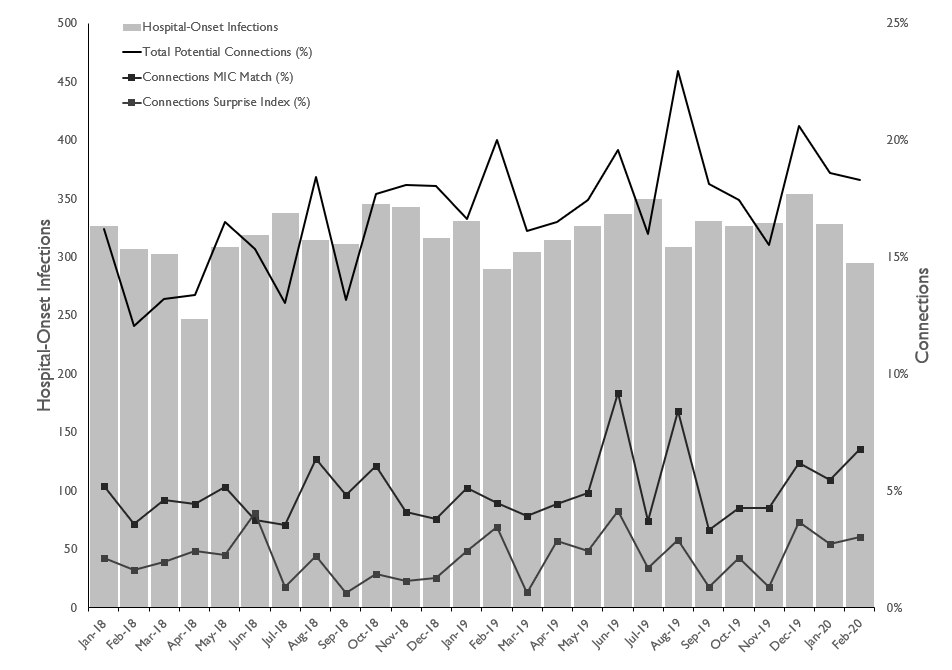 500
450
400
350
300
250
200
150
100
50
0
Hospital-Onset Infections
Hospital-Onset Infections
Total Potential Connections (%)
Connections MIC Match (%)
Connections Surprise Index (%)
25%
20%
15%
10%
5%
0%
Connections
Jan-18
Feb-18
Mar-18
Apr-18
May-18
Jun-18
Jul-18
Aug-18
Sep-18
Oct-18
Nov-18
Dec-18
Jan-19
Feb-19
Mar-19
Apr-19
May-19
Jun-19
Jul-19
Aug-19
Sep-19
Oct-19
Nov-19
Dec-19
Jan-20
Feb-20